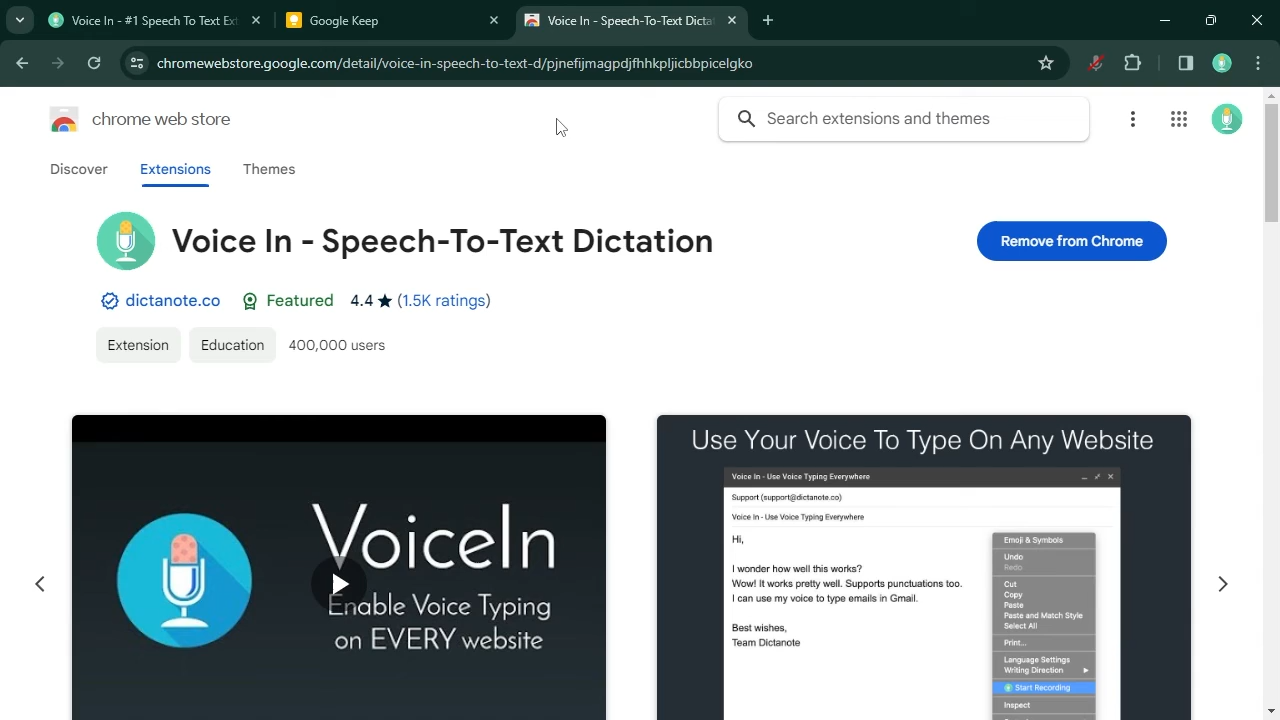 Voice In - #1 Speech To Text Ext
Google Keep
Voice In - Speech-To-Text Dictat
chromewebstore.google.com/detail/voice-in-speech-to-text-d/pjnefijmagpdjfhhkpljicbbpicelgko
chrome web store
Search extensions and themes
Discover
Extensions
Themes
Voice In - Speech-To-Text Dictation
Remove from Chrome
dictanote.co
Featured
4.4 ★ (1.5K ratings)
Extension
Education
400,000 users
VoiceIn
Enable Voice Typing
on EVERY website
Use Your Voice To Type On Any Website
Voice In - Use Voice Typing Everywhere
Support (support@dictanote.co)
Voice In - Use Voice Typing Everywhere
Hi,
I wonder how well this works?
Wow! It works pretty well. Supports punctuations too.
I can use my voice to type emails in Gmail.
Best wishes,
Team Dictanote
Emoji & Symbols
Undo
Redo
Cut
Copy
Paste
Paste and Match Style
Select All
Print...
Language Settings
Writing Direction
Start Recording
Inspect